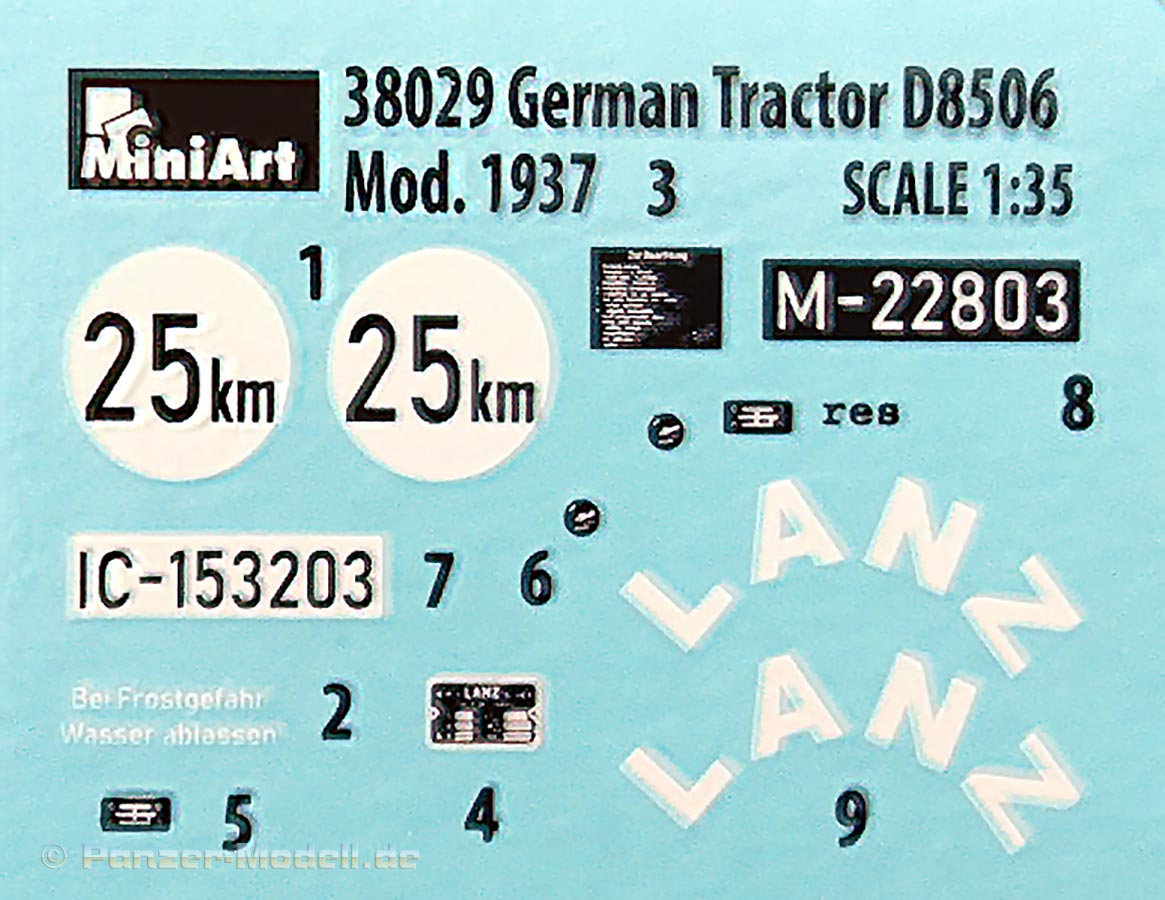 MiniArt
38029 German Tractor D8506
Mod. 1937 3 SCALE 1:35
1
25km
25km
M-22803
res
8
IC-153203
7
6
LANZ
Bei Frostgefahr
Wasser ablassen
2
LANZ
LANZ
5
4
9
© Panzer-Modell.de